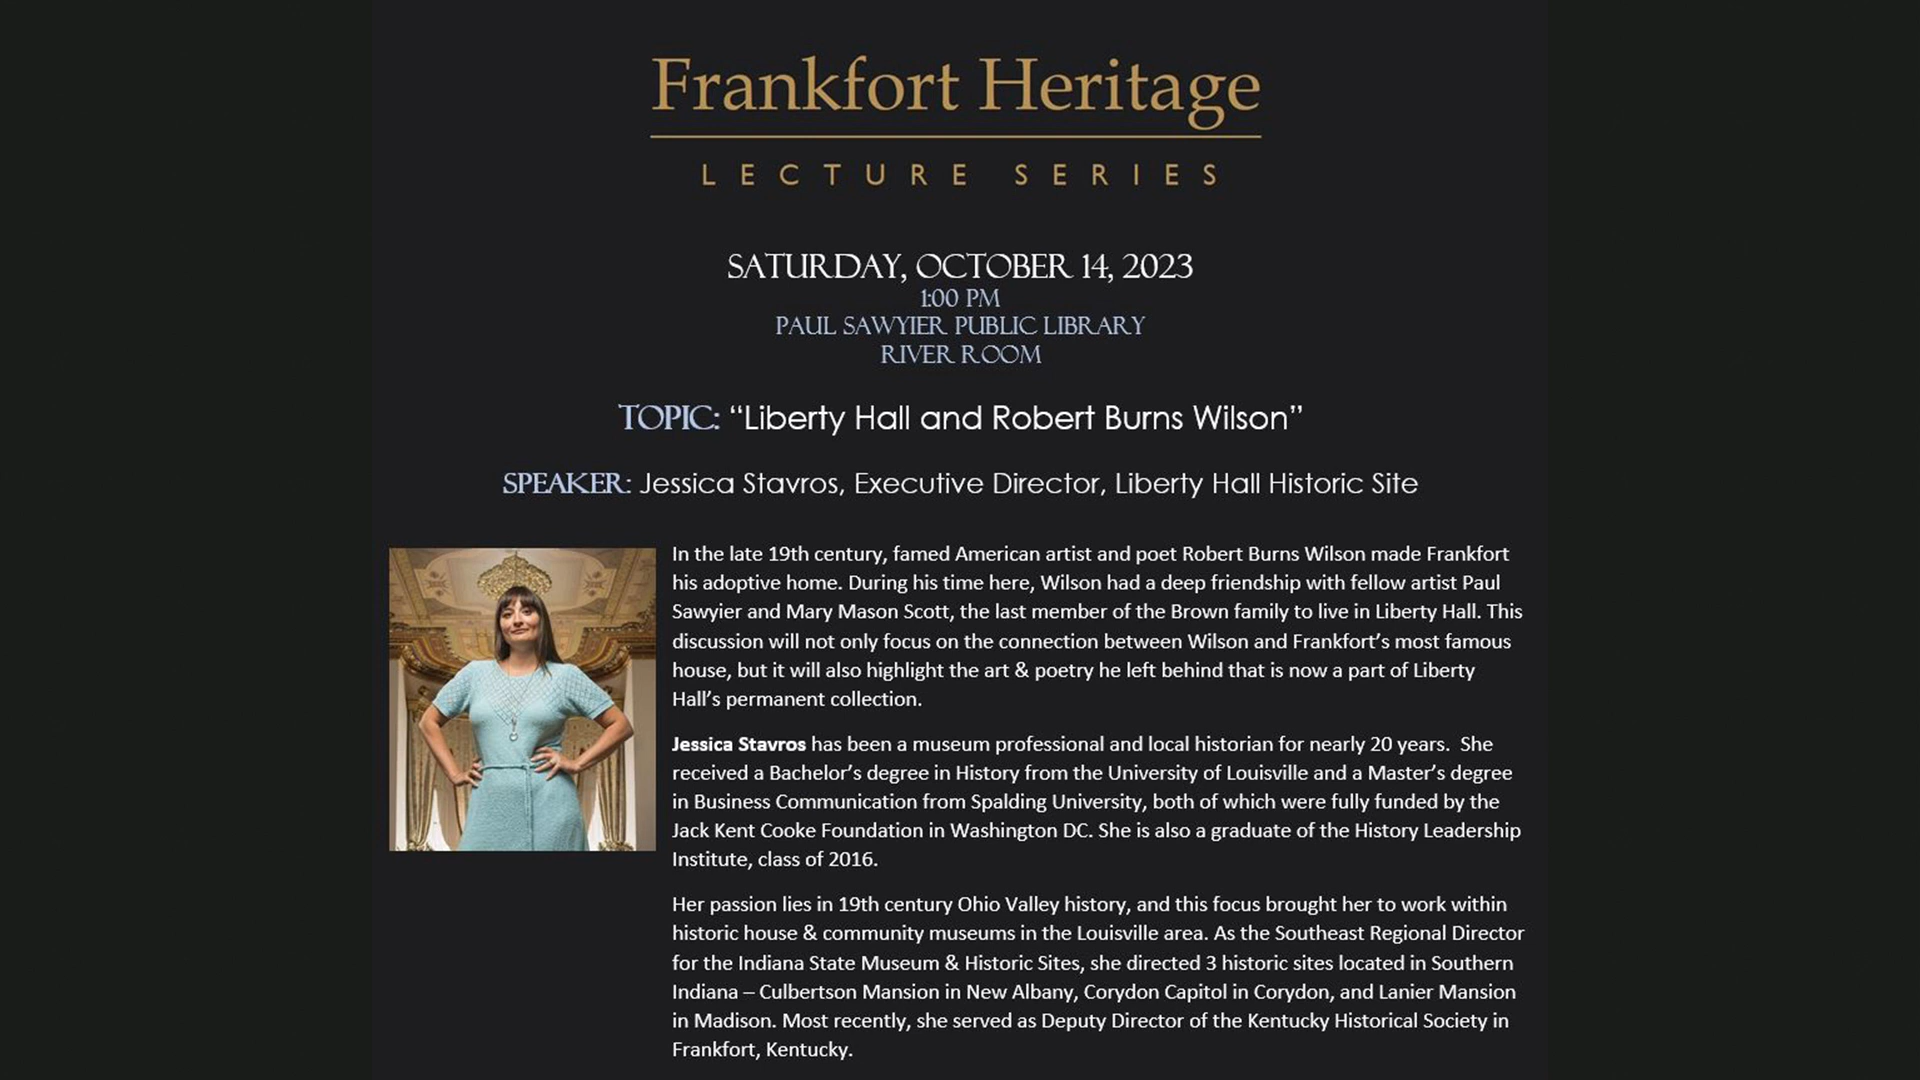 Frankfort Heritage
LECTURE SERIES
SATURDAY, OCTOBER 14, 2023
1:00 PM
PAUL SAWYIER PUBLIC LIBRARY
RIVER ROOM
TOPIC: “Liberty Hall and Robert Burns Wilson”
SPEAKER: Jessica Stavros, Executive Director, Liberty Hall Historic Site
In the late 19th century, famed American artist and poet Robert Burns Wilson made Frankfort
his adoptive home. During his time here, Wilson had a deep friendship with fellow artist Paul
Sawyier and Mary Mason Scott, the last member of the Brown family to live in Liberty Hall. This
discussion will not only focus on the connection between Wilson and Frankfort’s most famous
house, but it will also highlight the art & poetry he left behind that is now a part of Liberty
Hall’s permanent collection.
Jessica Stavros has been a museum professional and local historian for nearly 20 years. She
received a Bachelor’s degree in History from the University of Louisville and a Master’s degree
in Business Communication from Spalding University, both of which were fully funded by the
Jack Kent Cooke Foundation in Washington DC. She is also a graduate of the History Leadership
Institute, class of 2016.
Her passion lies in 19th century Ohio Valley history, and this focus brought her to work within
historic house & community museums in the Louisville area. As the Southeast Regional Director
for the Indiana State Museum & Historic Sites, she directed 3 historic sites located in Southern
Indiana – Culbertson Mansion in New Albany, Corydon Capitol in Corydon, and Lanier Mansion
in Madison. Most recently, she served as Deputy Director of the Kentucky Historical Society in
Frankfort, Kentucky.